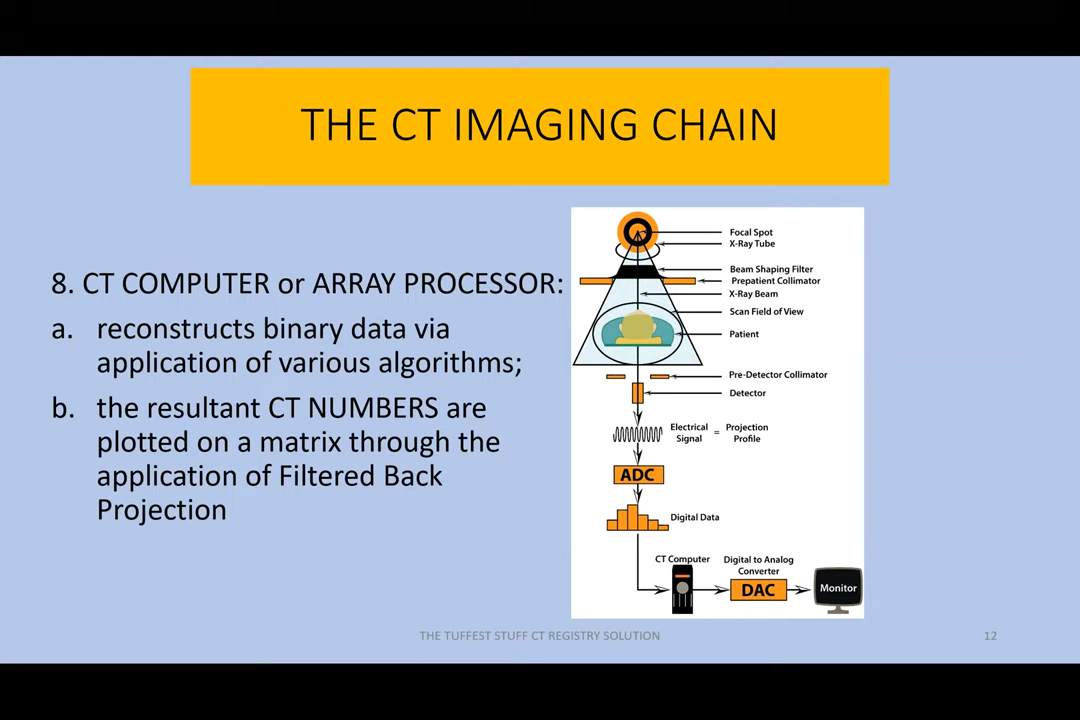 THE CT IMAGING CHAIN
8. CT COMPUTER or ARRAY PROCESSOR:
a. reconstructs binary data via
application of various algorithms;
b. the resultant CT NUMBERS are
plotted on a matrix through the
application of Filtered Back
Projection
Focal Spot
X-Ray Tube
Beam Shaping Filter
Prepatient Collimator
X-Ray Beam
Scan Field of View
Patient
Pre-Detector Collimator
Detector
Electrical
Signal
=
Projection
Profile
ADC
Digital Data
CT Computer
Digital to Analog
Converter
DAC
Monitor
THE TUFFEST STUFF CT REGISTRY SOLUTION
12